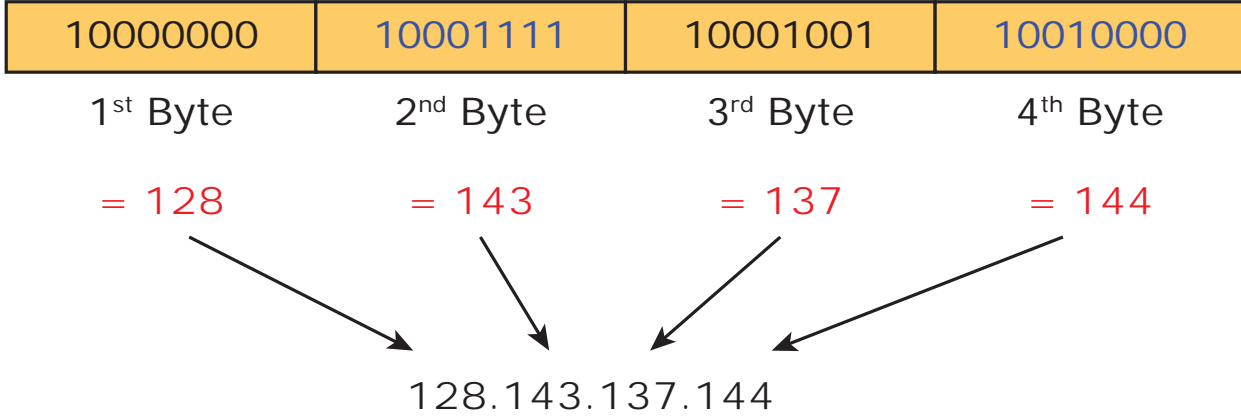 10000000 10001111 10001001 10010000
1st Byte 2nd Byte 3rd Byte 4th Byte
= 128 = 143 = 137 = 144
128.143.137.144